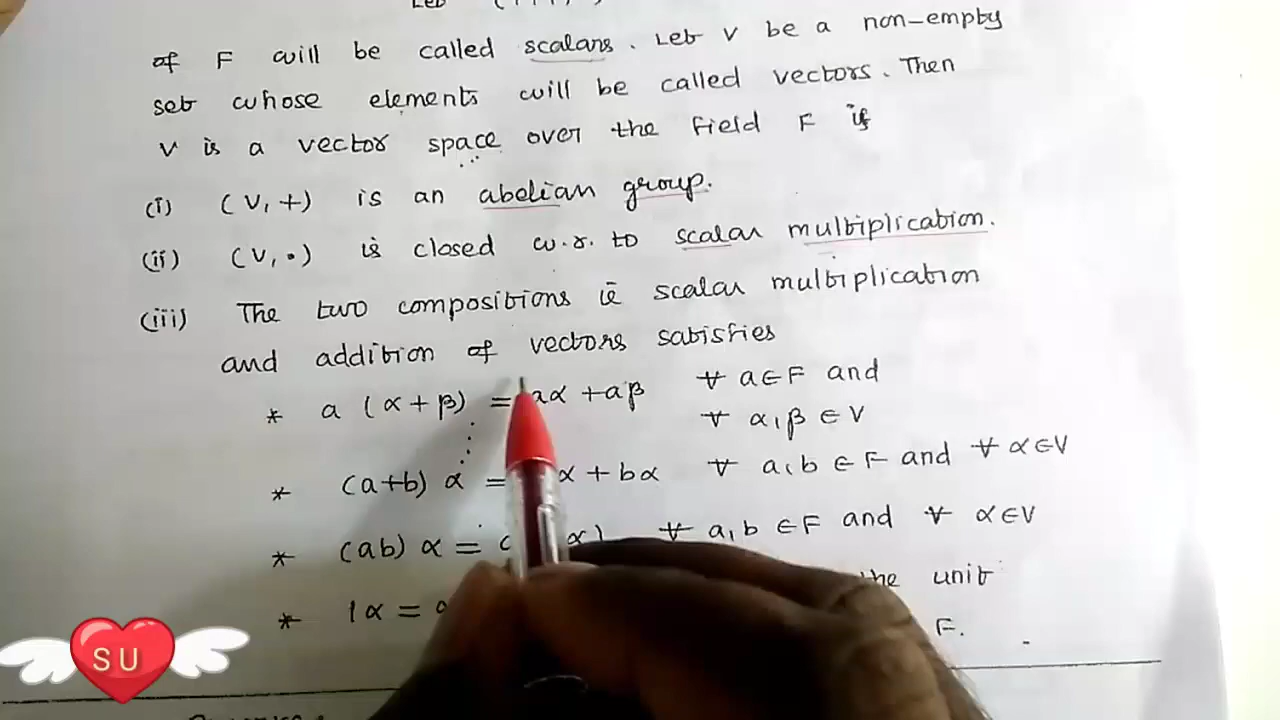 of F will be called scalars. Let V be a non-empty
set whose elements will be called vectors. Then
V is a vector space over the field F if
(i) (V, +) is an abelian group.
(ii) (V, •) is closed w.r. to scalar multiplication.
(iii) The two compositions ie scalar multiplication
and addition of vectors satisfies
* a (α + β) = aα + aβ ∀ a ∈ F and
∀ α, β ∈ V
* (a+b) α = α + bα ∀ a, b ∈ F and ∀ α ∈ V
* (ab) α = α) ∀ a, b ∈ F and ∀ α ∈ V
* 1α = the unit
F.
SU